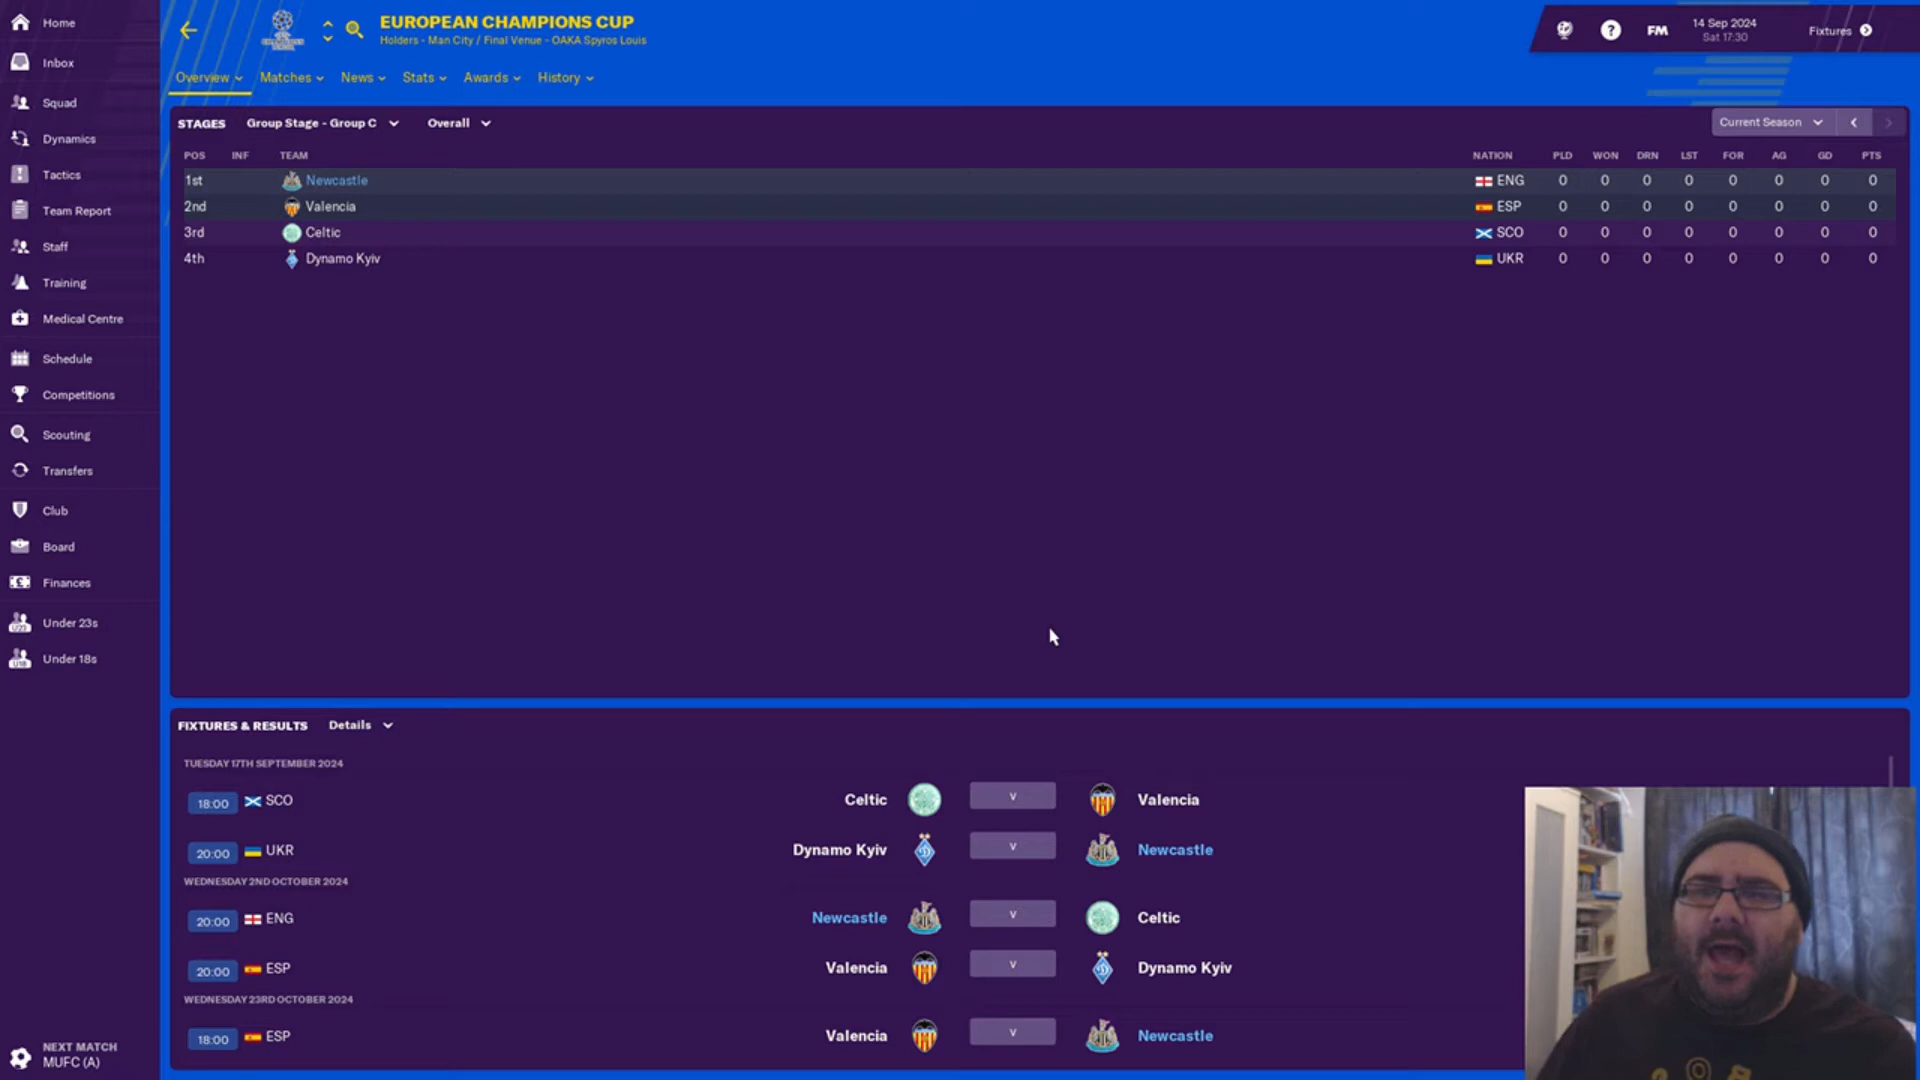 Home
Inbox
Squad
Dynamics
Tactics
Team Report
Staff
Training
Medical Centre
Schedule
Competitions
Scouting
Transfers
Club
Board
Finances
Under 23s
Under 18s
NEXT MATCH
MUFC (A)
EUROPEAN CHAMPIONS CUP
Holders - Man City / Final Venue - OAKA Spyros Louis
FM
14 Sep 2024
Sat 17:30
Fixtures
Overview Matches News Stats Awards History
STAGES Group Stage - Group C Overall Current Season
POS INF TEAM NATION PLD WON DRN LST FOR AG GD PTS
1st Newcastle ENG 0 0 0 0 0 0 0 0
2nd Valencia ESP 0 0 0 0 0 0 0 0
3rd Celtic SCO 0 0 0 0 0 0 0 0
4th Dynamo Kyiv UKR 0 0 0 0 0 0 0 0
FIXTURES & RESULTS Details
TUESDAY 17TH SEPTEMBER 2024
18:00 SCO Celtic v Valencia
20:00 UKR Dynamo Kyiv v Newcastle
WEDNESDAY 2ND OCTOBER 2024
20:00 ENG Newcastle v Celtic
20:00 ESP Valencia v Dynamo Kyiv
WEDNESDAY 23RD OCTOBER 2024
18:00 ESP Valencia v Newcastle